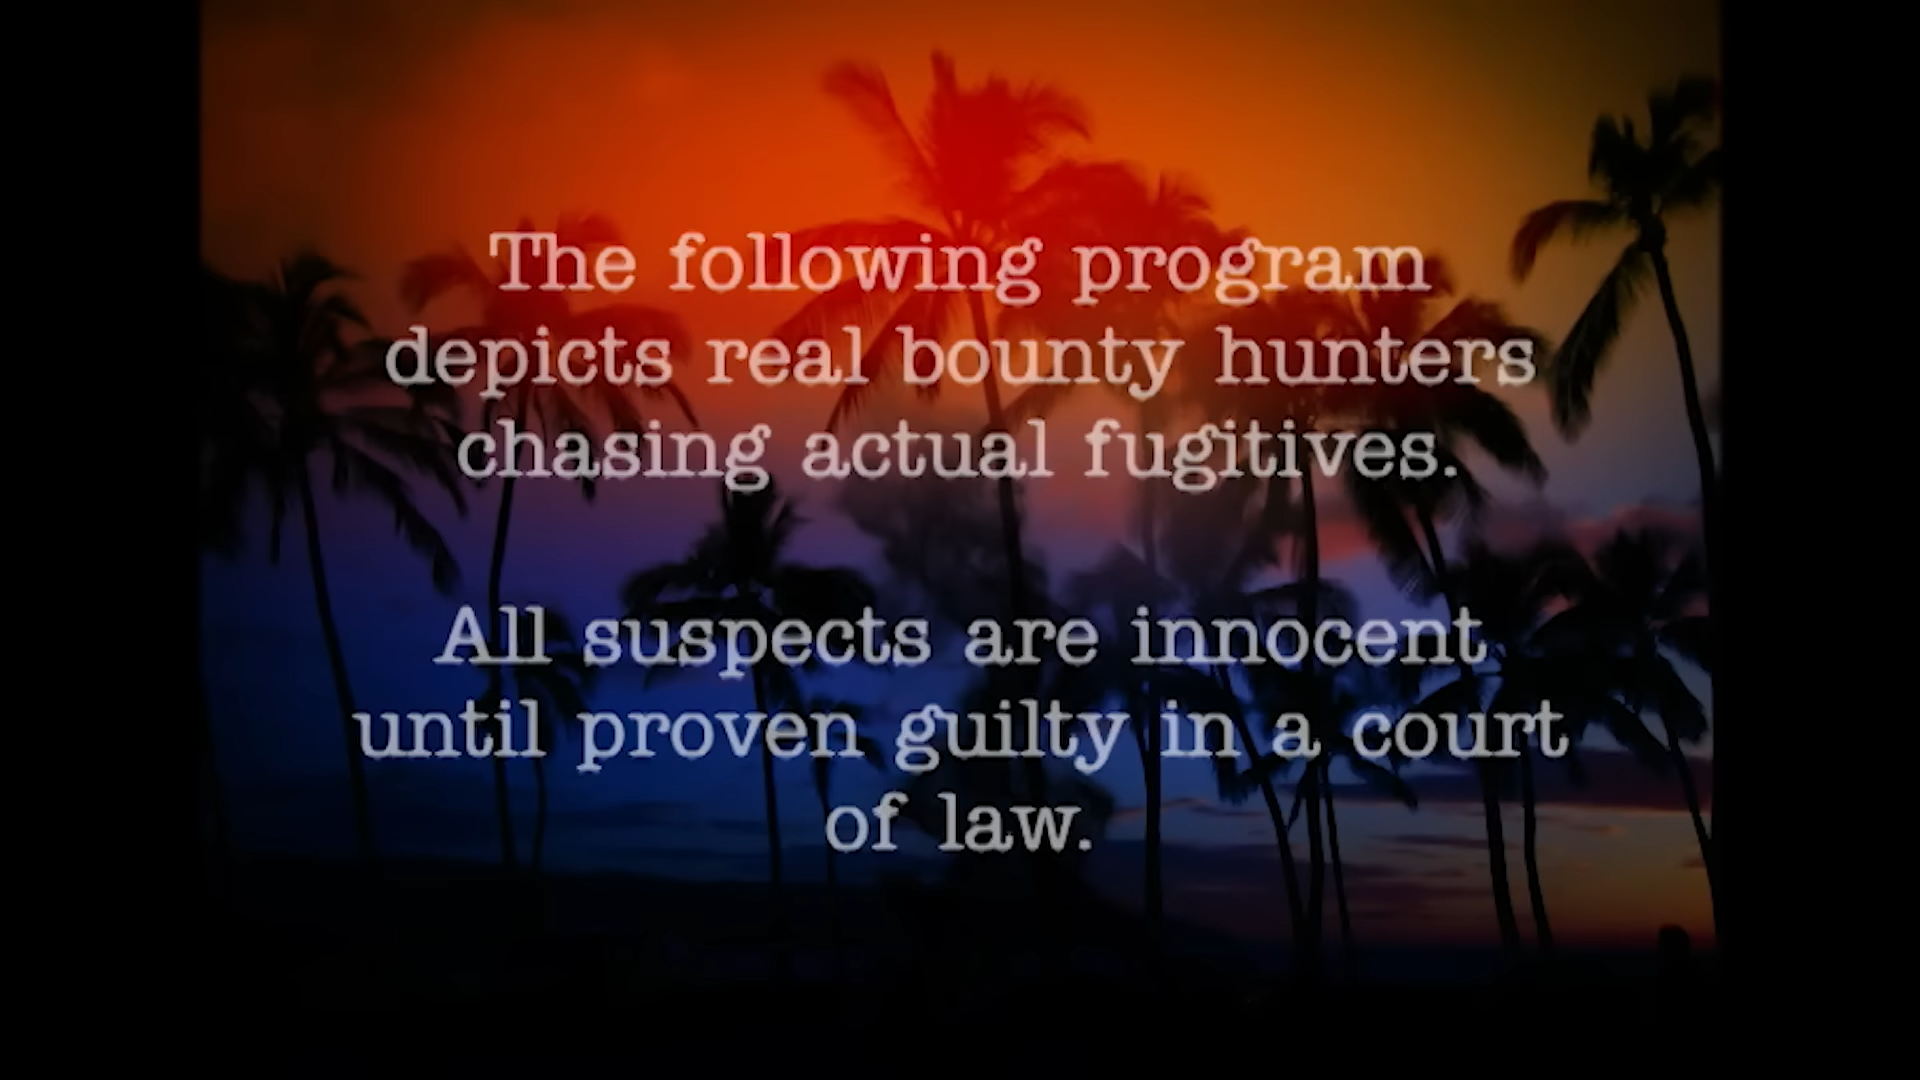 The following program
depicts real bounty hunters
chasing actual fugitives.
All suspects are innocent
until proven guilty in a court
of law.